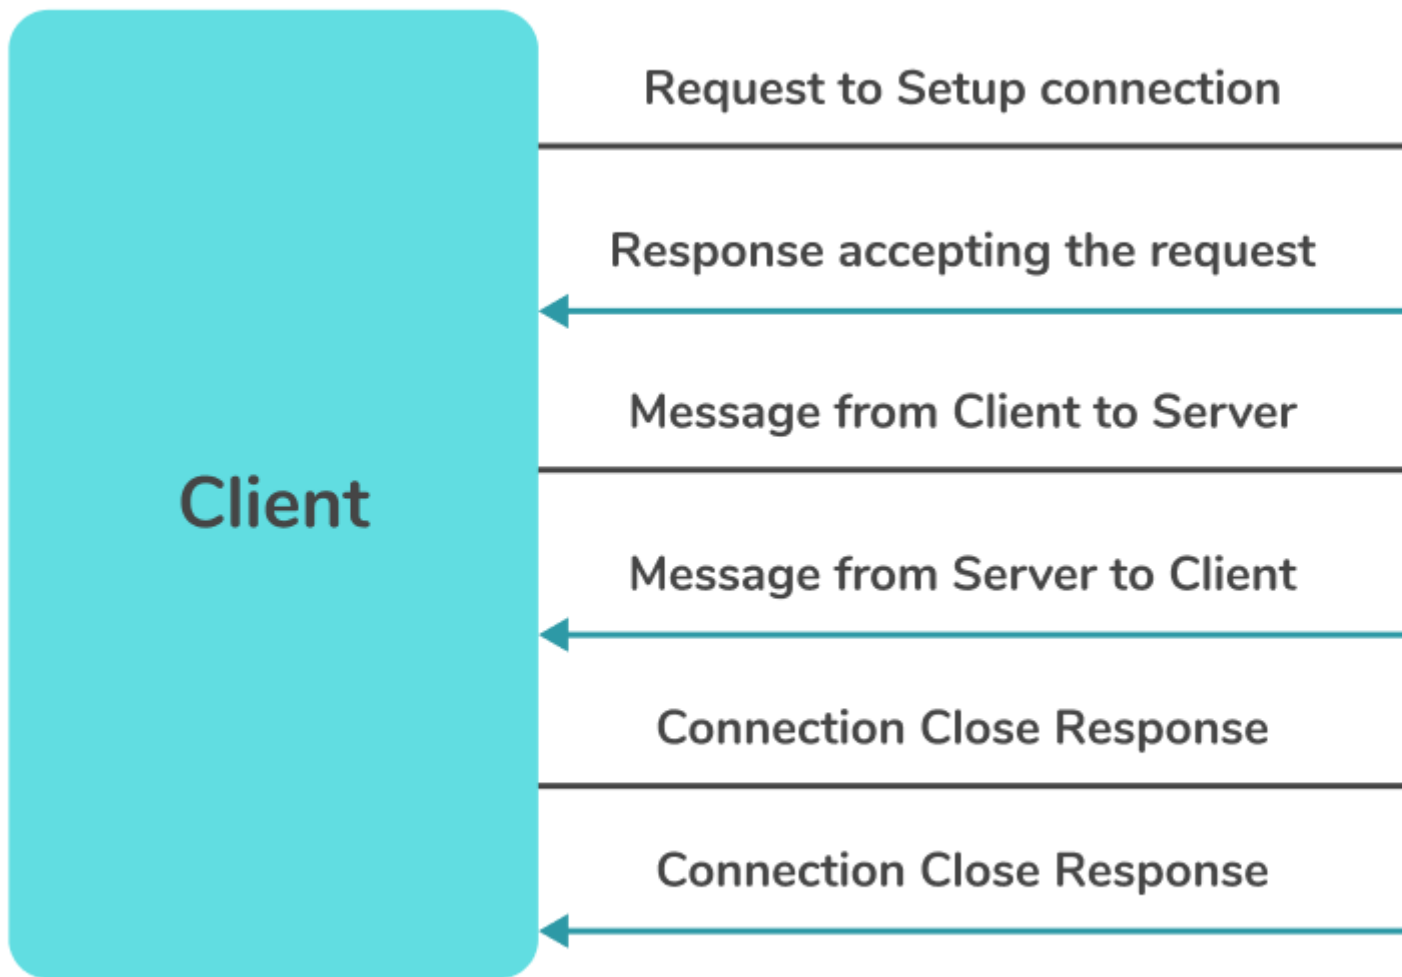 Request to Setup connection
Response accepting the request
Message from Client to Server
Client
Message from Server to Client
Connection Close Response
Connection Close Response